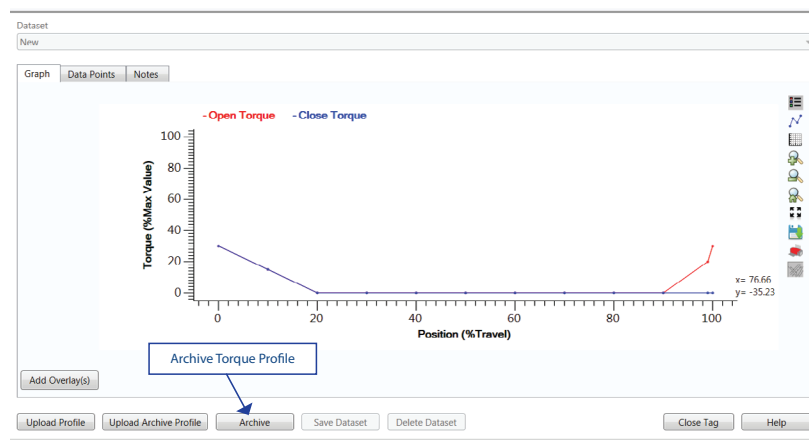 Dataset
New
Graph Data Points Notes
- Open Torque - Close Torque
100
80
60
40
20
0
Torque (%Max Value)
x= 76.66
y= -35.23
0 20 40 60 80 100
Position (%Travel)
Archive Torque Profile
Add Overlay(s)
Upload Profile Upload Archive Profile Archive Save Dataset Delete Dataset Close Tag Help